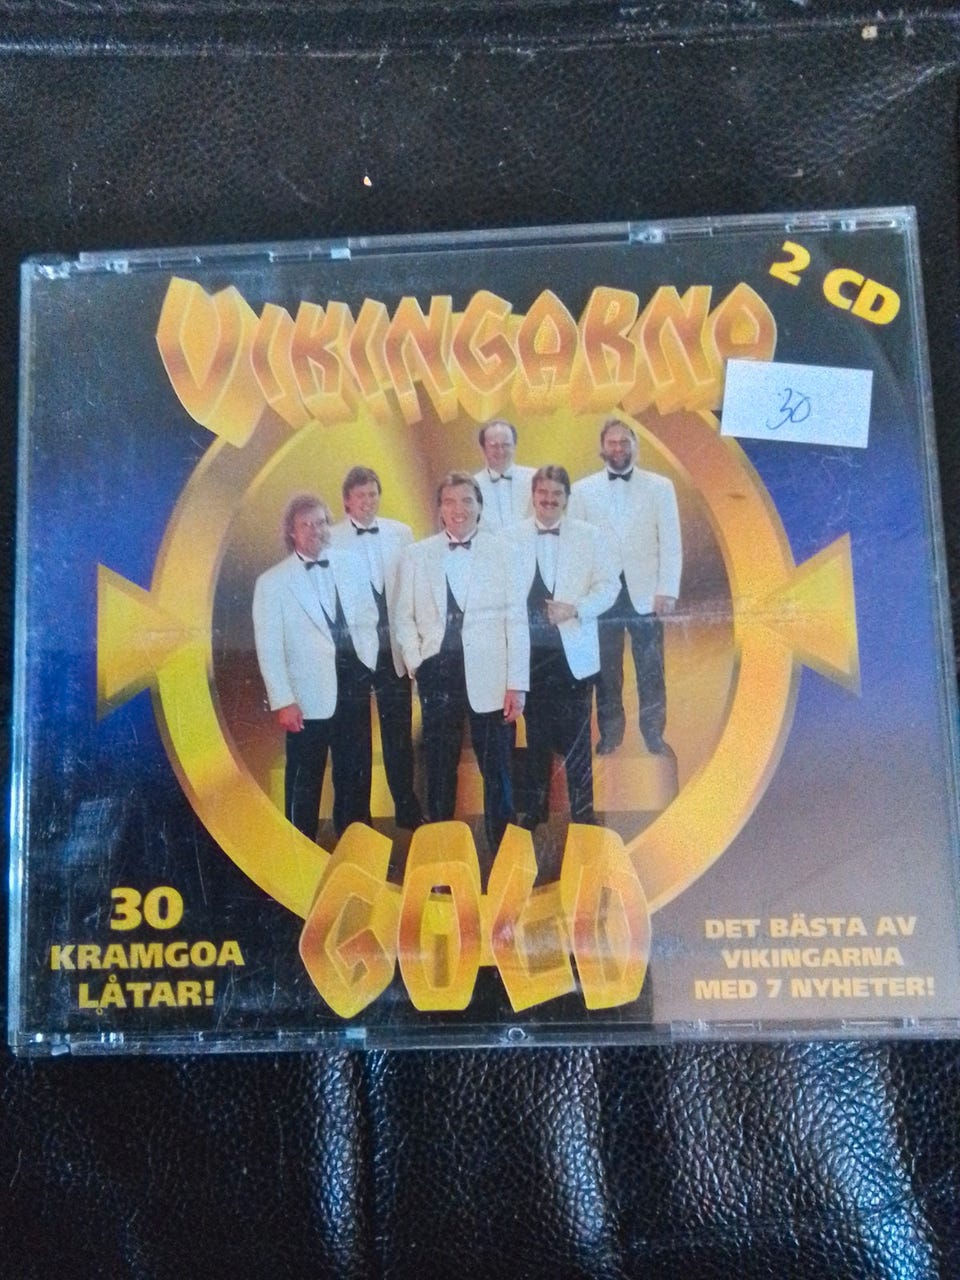 2 CD
VIKINGARNA
30
GOLD
30
KRAMGOA
LÅTAR!
DET BÄSTA AV
VIKINGARNA
MED 7 NYHETER!